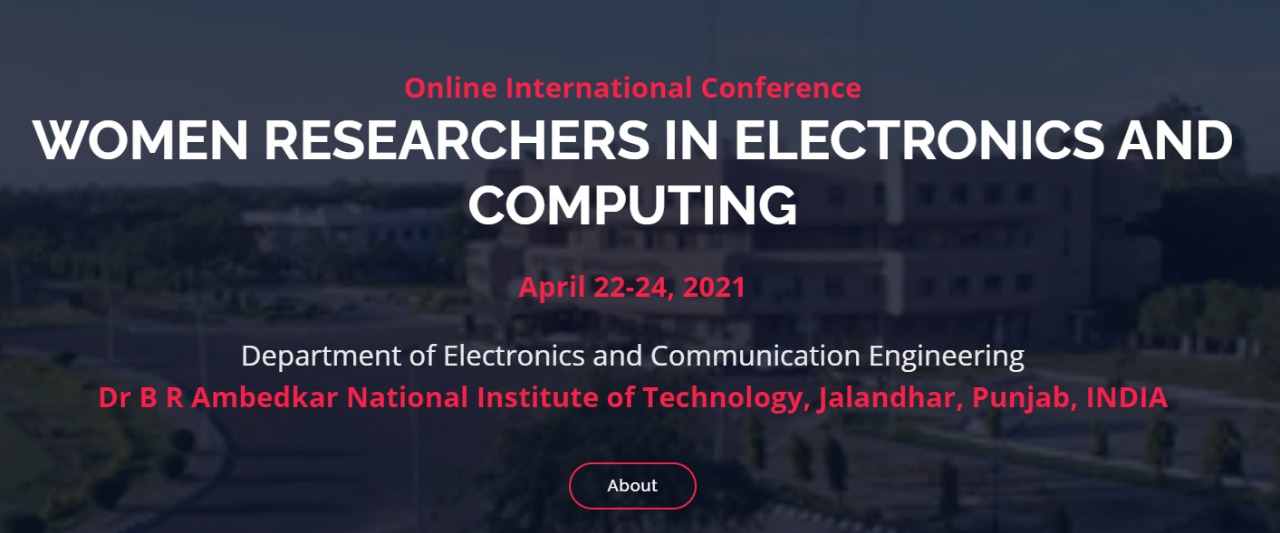 Online International Conference
WOMEN RESEARCHERS IN ELECTRONICS AND
COMPUTING
April 22-24, 2021
Department of Electronics and Communication Engineering
Dr B R Ambedkar National Institute of Technology, Jalandhar, Punjab, INDIA
About